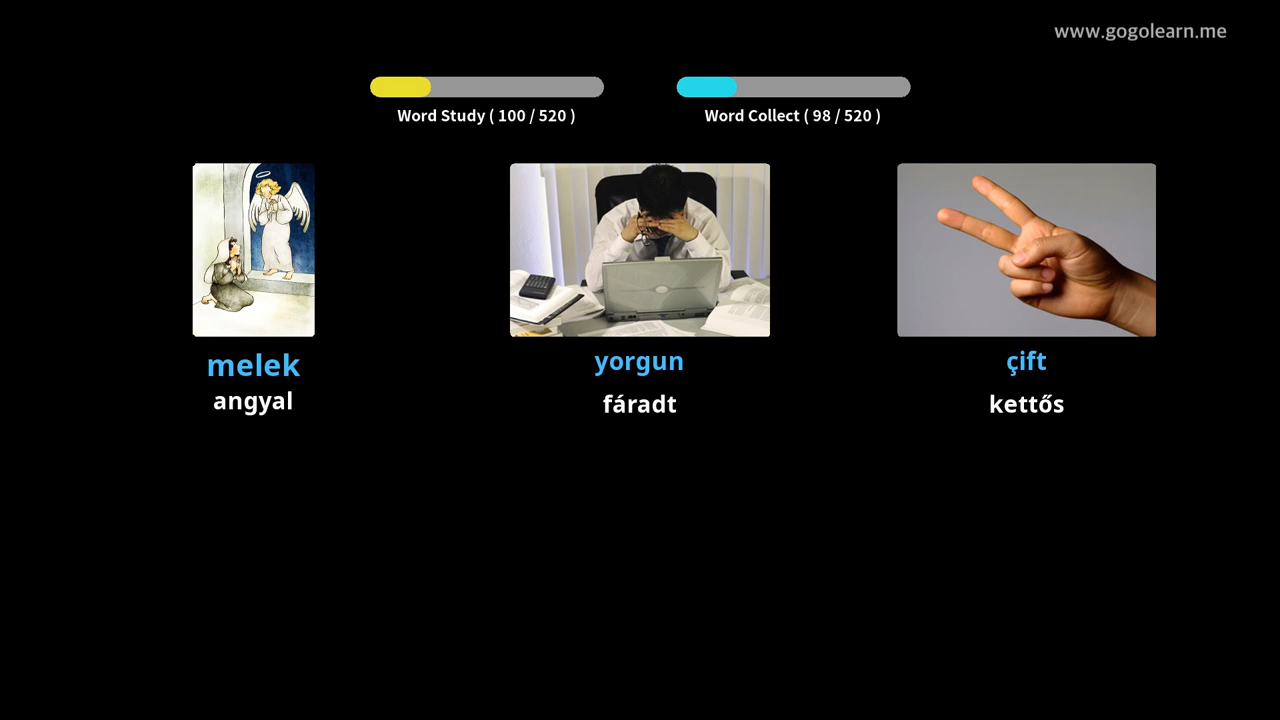 www.gogolearn.me
Word Study ( 100 / 520 )
Word Collect ( 98 / 520 )
melek
angyal
yorgun
fáradt
çift
kettős